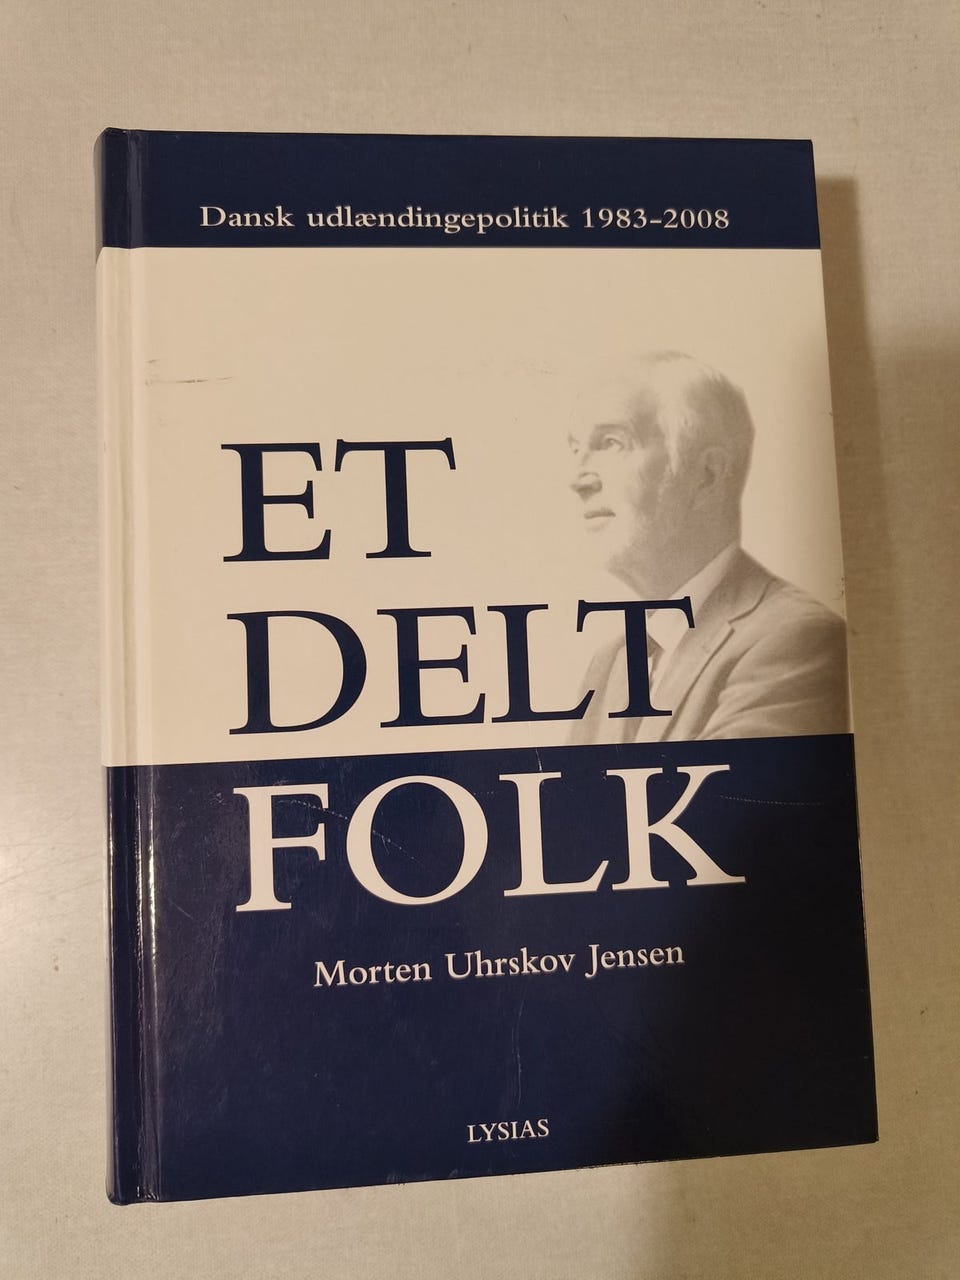 Dansk udlændingepolitik 1983-2008
ET
DELT
FOLK
Morten Uhrskov Jensen
LYSIAS